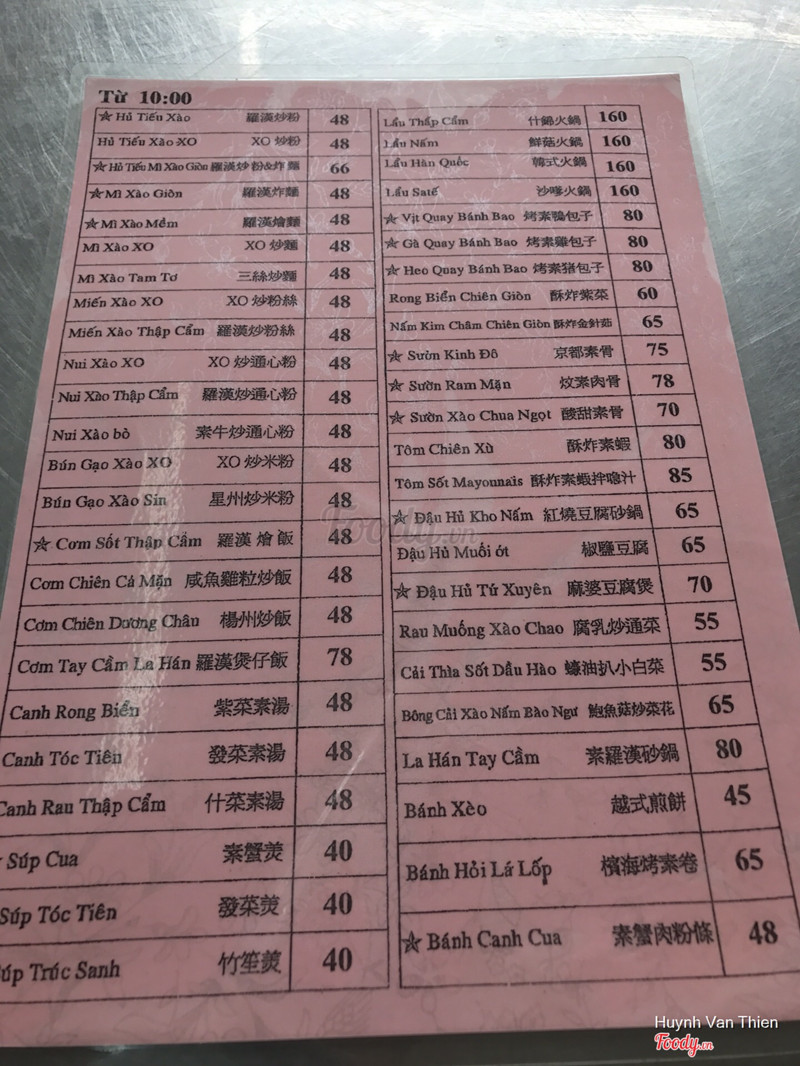 Từ 10:00
☆ Hủ Tiếu Xào 羅漢炒粉 48
Hủ Tiếu Xào XO XO 炒粉 48
☆ Hủ Tiếu Mì Xào Giòn 羅漢炒粉&炸麵 66
☆ Mì Xào Giòn 羅漢炸麵 48
☆ Mì Xào Mềm 羅漢燴麵 48
Mì Xào XO XO 炒麵 48
Mì Xào Tam Tơ 三絲炒麵 48
Miến Xào XO XO 炒粉絲 48
Miến Xào Thập Cẩm 羅漢炒粉絲 48
Nui Xào XO XO 炒通心粉 48
Nui Xào Thập Cẩm 羅漢炒通心粉 48
Nui Xào bò 素牛炒通心粉 48
Bún Gạo Xào XO XO 炒米粉 48
Bún Gạo Xào Sin 星州炒米粉 48
☆ Cơm Sốt Thập Cẩm 羅漢燴飯 48
Cơm Chiên Cá Mặn 咸魚雞粒炒飯 48
Cơm Chiên Dương Châu 楊州炒飯 48
Cơm Tay Cầm La Hán 羅漢煲仔飯 78
Canh Rong Biển 紫菜素湯 48
Canh Tóc Tiên 發菜素湯 48
Canh Rau Thập Cẩm 什菜素湯 48
☆ Súp Cua 素蟹羹 40
Súp Tóc Tiên 發菜羹 40
Súp Trúc Sanh 竹笙羹 40
Lẩu Thấp Cẩm 什錦火鍋 160
Lẩu Nấm 鮮菇火鍋 160
Lẩu Hàn Quốc 韓式火鍋 160
Lẩu Satế 沙嗲火鍋 160
☆ Vịt Quay Bánh Bao 烤素鴨包子 80
☆ Gà Quay Bánh Bao 烤素雞包子 80
☆ Heo Quay Bánh Bao 烤素猪包子 80
Rong Biển Chiên Giòn 酥炸紫菜 60
Nấm Kim Châm Chiên Giòn 酥炸金針菇 65
☆ Sườn Kinh Đô 京都素骨 75
☆ Sườn Ram Mặn 炆素肉骨 78
☆ Sườn Xào Chua Ngọt 酸甜素骨 70
Tôm Chiên Xù 酥炸素蝦 80
Tôm Sốt Mayounais 酥炸素蝦拌噏汁 85
☆ Đậu Hủ Kho Nấm 紅燒豆腐砂鍋 65
Đậu Hủ Muối ớt 椒鹽豆腐 65
☆ Đậu Hủ Tứ Xuyên 麻婆豆腐煲 70
Rau Muống Xào Chao 腐乳炒通菜 55
Cải Thìa Sốt Dầu Hào 蠔油扒小白菜 55
Bông Cải Xào Nấm Bào Ngư 鮑魚菇炒菜花 65
La Hán Tay Cầm 素羅漢砂鍋 80
Bánh Xèo 越式煎餅 45
Bánh Hỏi Lá Lốp 檳海烤素卷 65
☆ Bánh Canh Cua 素蟹肉粉條 48
Foody.vn
Huynh Van Thien
Foody.vn